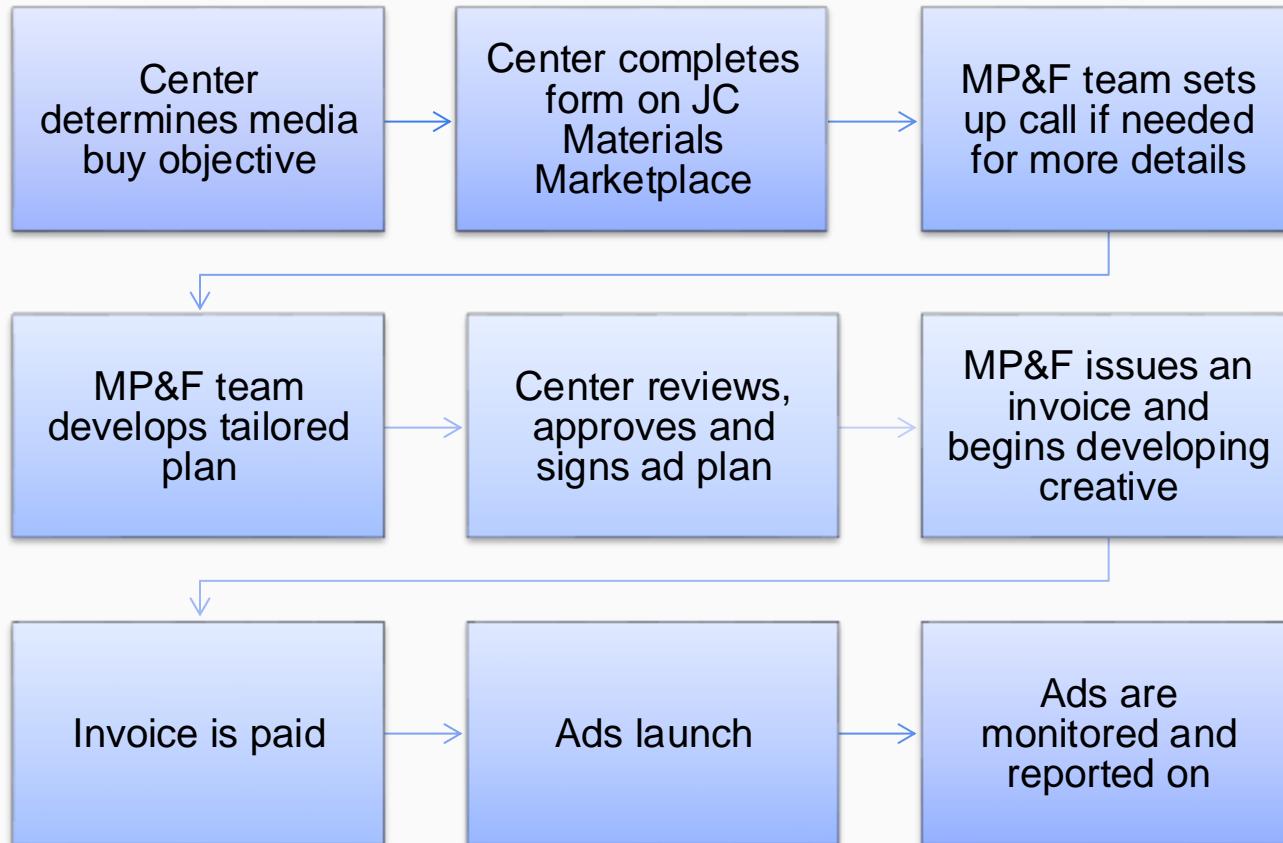 Center
determines media
buy objective
Center completes
form on JC
Materials
Marketplace
MP&F team sets
up call if needed
for more details
MP&F team
develops tailored
plan
Center reviews,
approves and
signs ad plan
MP&F issues an
invoice and
begins developing
creative
Invoice is paid
Ads launch
Ads are
monitored and
reported on